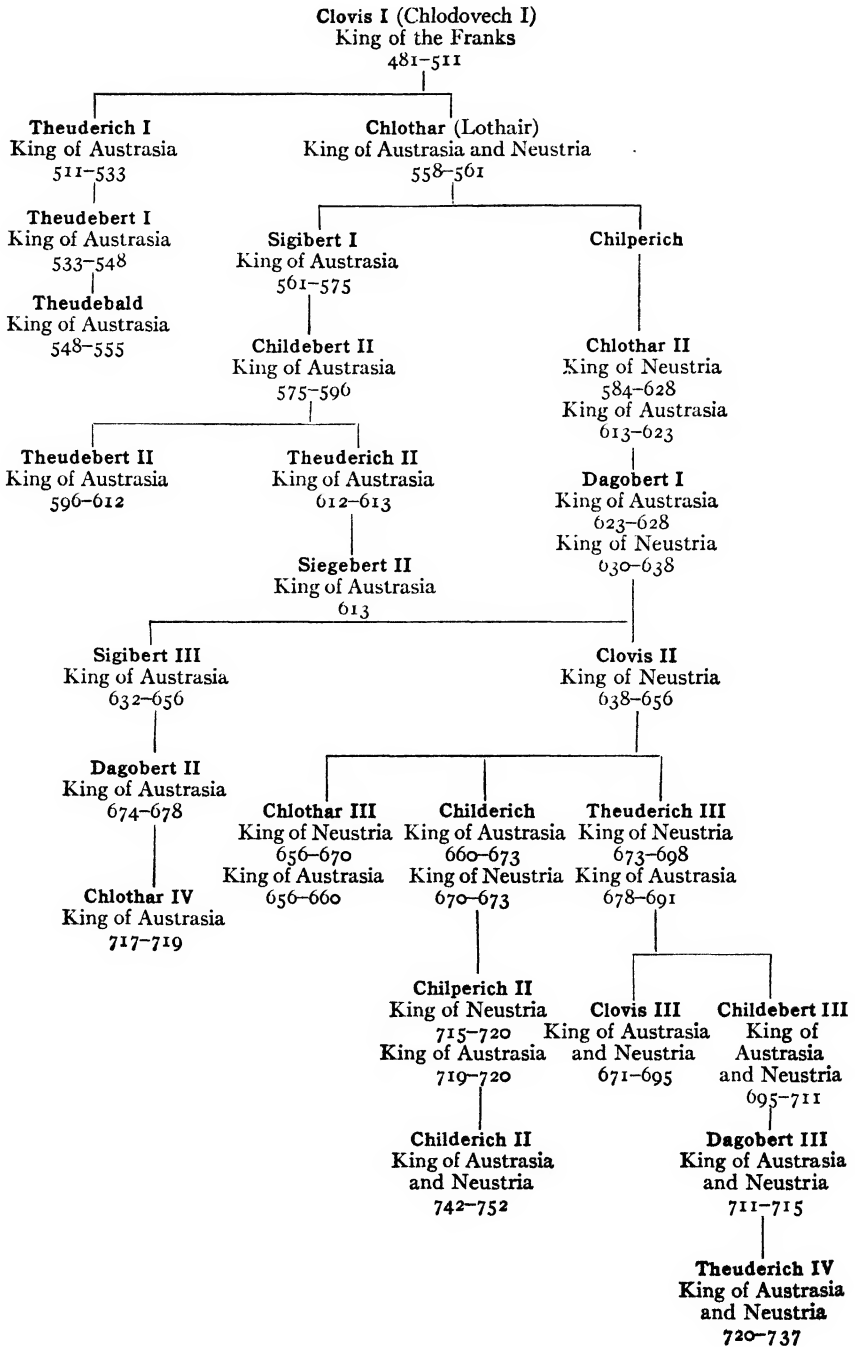 Clovis I (Chlodovech I)
King of the Franks
481–511
Theuderich I
King of Austrasia
511–533
Chlothar (Lothair)
King of Austrasia and Neustria
558–561
Theudebert I
King of Austrasia
533–548
Theudebald
King of Austrasia
548–555
Sigibert I
King of Austrasia
561–575
Chilperich
Childebert II
King of Austrasia
575–596
Chlothar II
King of Neustria
584–628
King of Austrasia
613–623
Theudebert II
King of Austrasia
596–612
Theuderich II
King of Austrasia
612–613
Dagobert I
King of Austrasia
623–628
King of Neustria
630–638
Siegebert II
King of Austrasia
613
Sigibert III
King of Austrasia
632–656
Clovis II
King of Neustria
638–656
Dagobert II
King of Austrasia
674–678
Chlothar III
King of Neustria
656–670
King of Austrasia
656–660
Childerich
King of Austrasia
660–673
King of Neustria
670–673
Theuderich III
King of Neustria
673–698
King of Austrasia
678–691
Chlothar IV
King of Austrasia
717–719
Chilperich II
King of Neustria
715–720
King of Austrasia
719–720
Clovis III
King of Austrasia
and Neustria
671–695
Childebert III
King of
Austrasia
and Neustria
695–711
Childerich II
King of Austrasia
and Neustria
742–752
Dagobert III
King of Austrasia
and Neustria
711–715
Theuderich IV
King of Austrasia
and Neustria
720–737